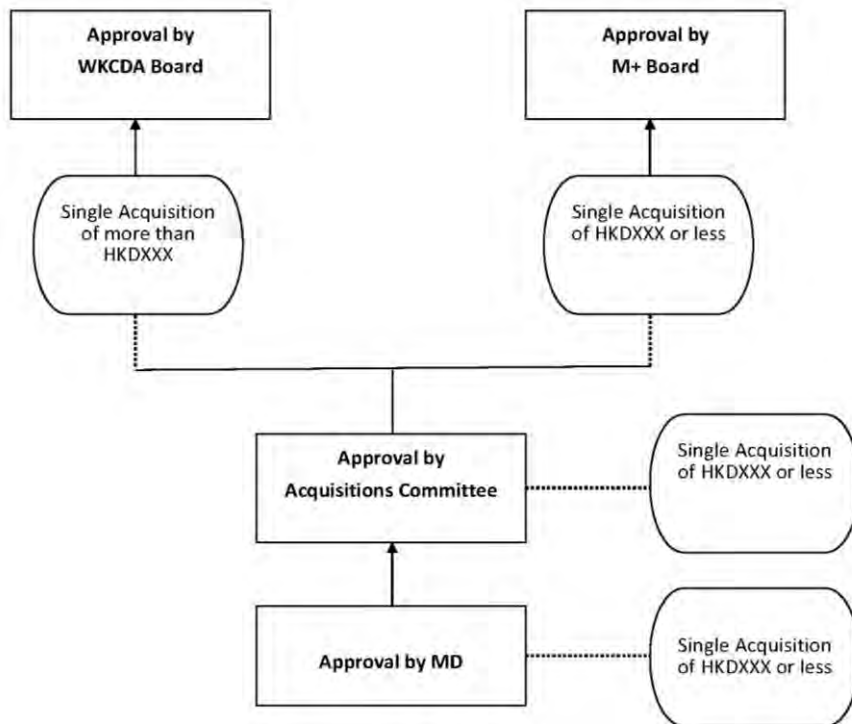 Approval by
WKCDA Board
Approval by
M+ Board
Single Acquisition
of more than
HKDXXX
Single Acquisition
of HKDXXX or less
Approval by
Acquisitions Committee
Single Acquisition
of HKDXXX or less
Approval by MD
Single Acquisition
of HKDXXX or less